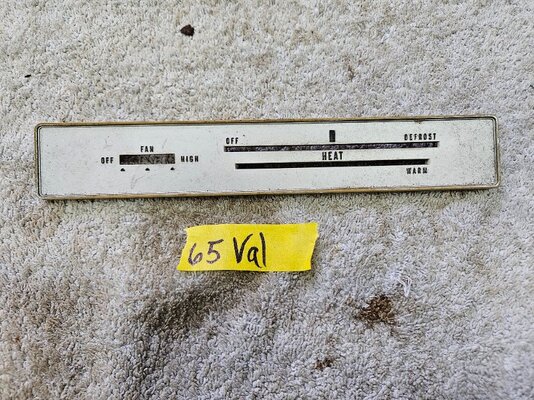 OFF DEFROST
FAN
OFF HIGH
HEAT
WARM
65 Val